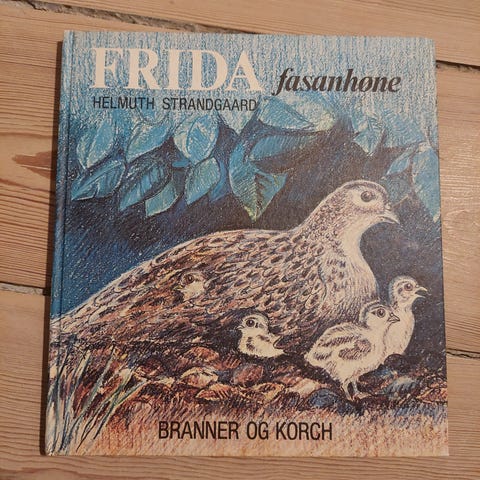 FRIDA fasanhøne
HELMUTH STRANDGAARD
BRANNER OG KORCH